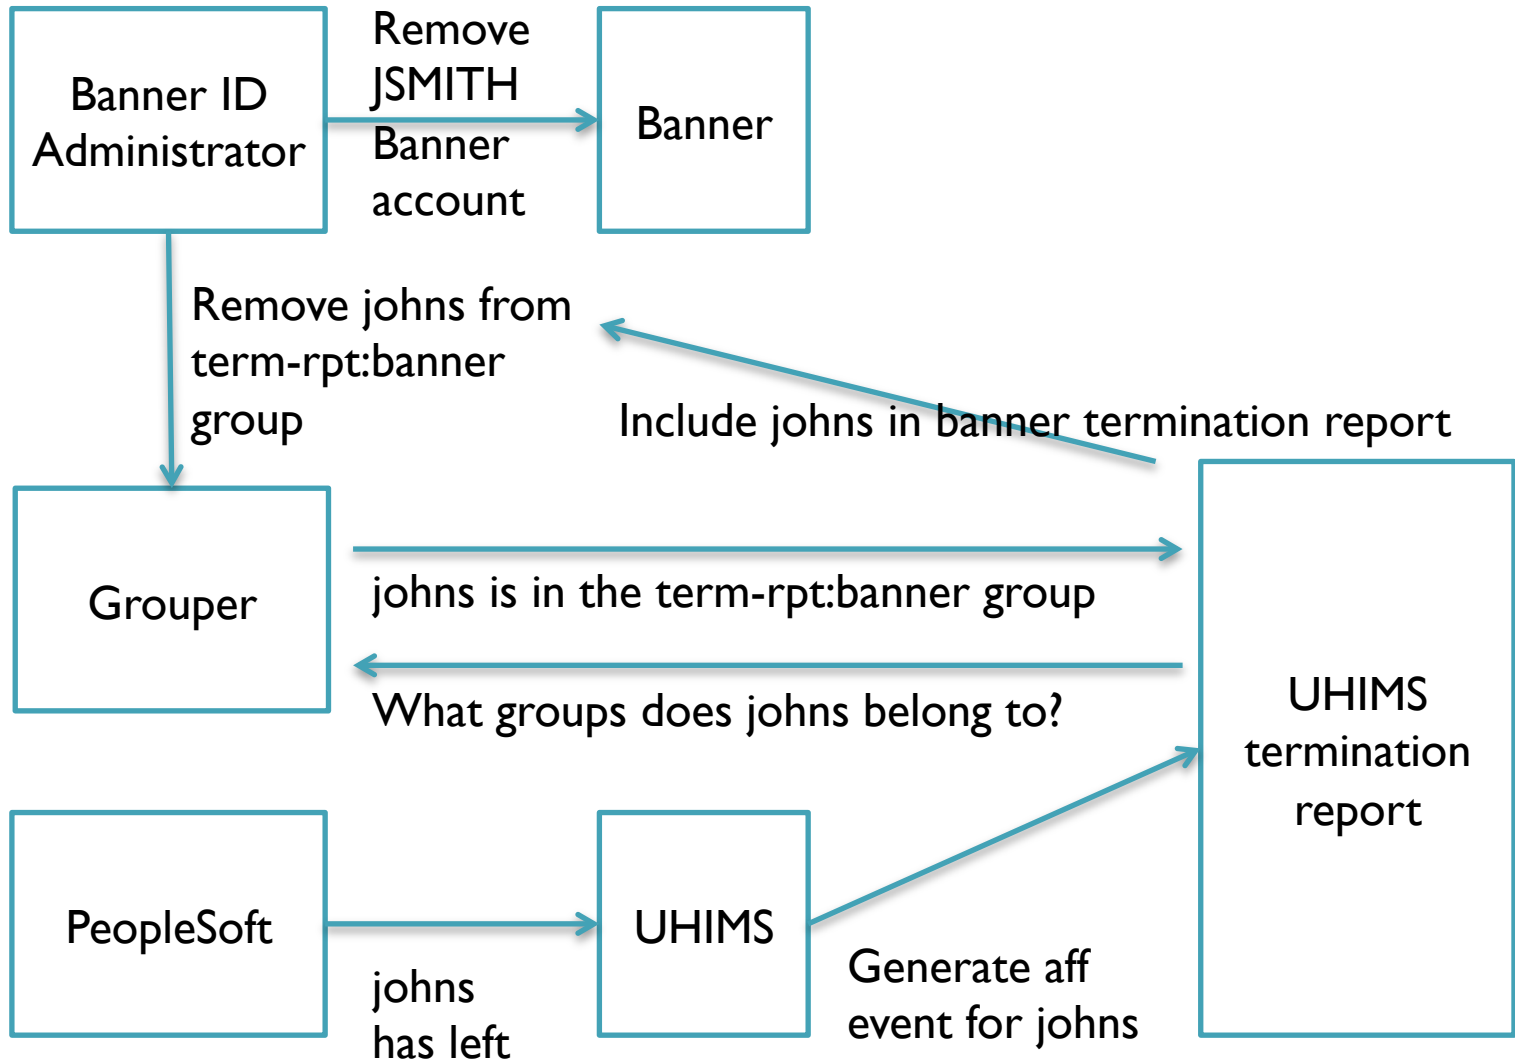 Banner ID
Administrator
Remove
JSMITH
Banner
account
Banner
Remove johns from
term-rpt:banner
group
Include johns in banner termination report
Grouper
johns is in the term-rpt:banner group
What groups does johns belong to?
UHIMS
termination
report
PeopleSoft
johns
has left
UHIMS
Generate aff
event for johns